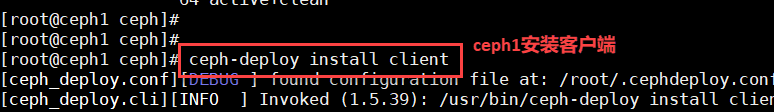 64 active+clean
[root@ceph1 ceph]#
[root@ceph1 ceph]#
[root@ceph1 ceph]# ceph-deploy install client
ceph1安装客户端
[ceph_deploy.conf][DEBUG ] found configuration file at: /root/.cephdeploy.conf
[ceph_deploy.cli][INFO  ] Invoked (1.5.39): /usr/bin/ceph-deploy install clie